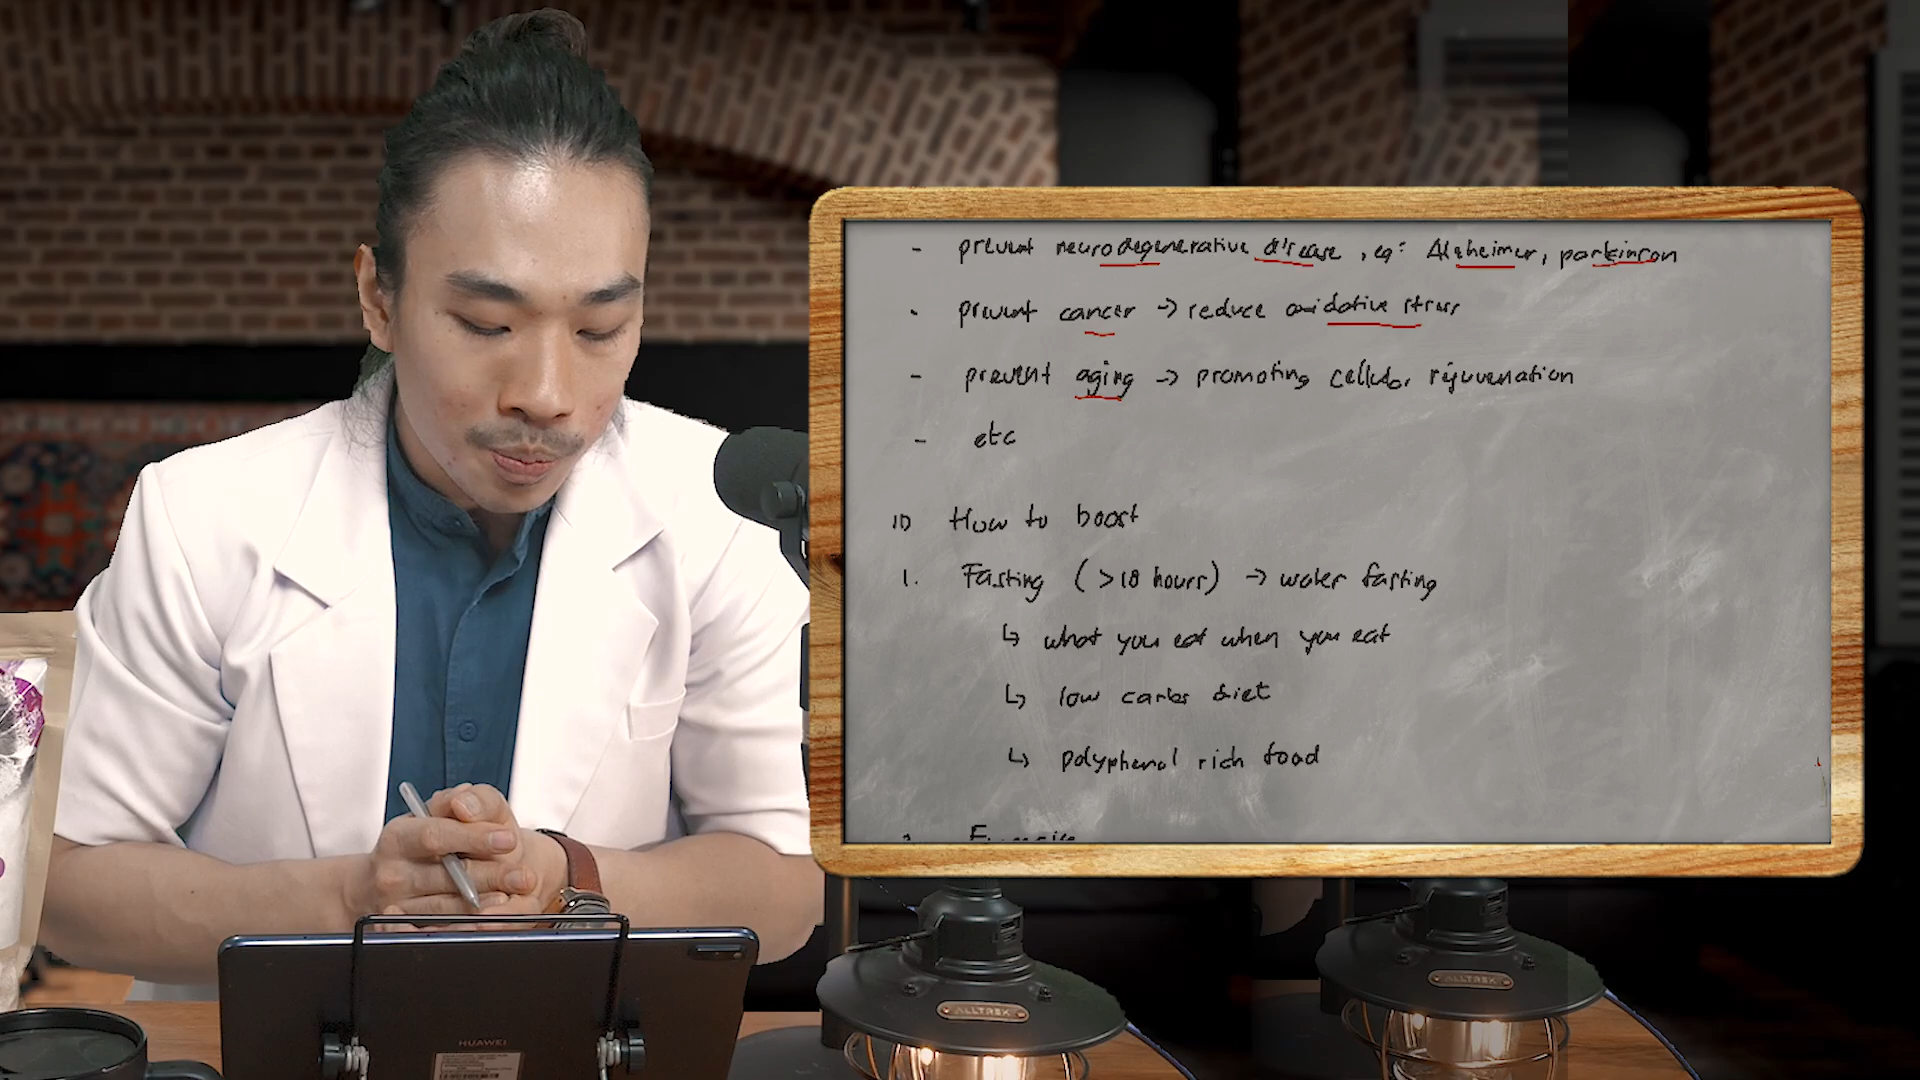 - prevent neurodegenerative disease, eg: Alzheimer, parkinson
- prevent cancer → reduce oxidative stress
- prevent aging → promoting cellular rejuvenation
- etc
How to boost
1. Fasting (>18 hours) → water fasting
↳ what you eat when you eat
↳ low carbs diet
↳ polyphenol rich food
HUAWEI
ALLTREK
ALLTREK